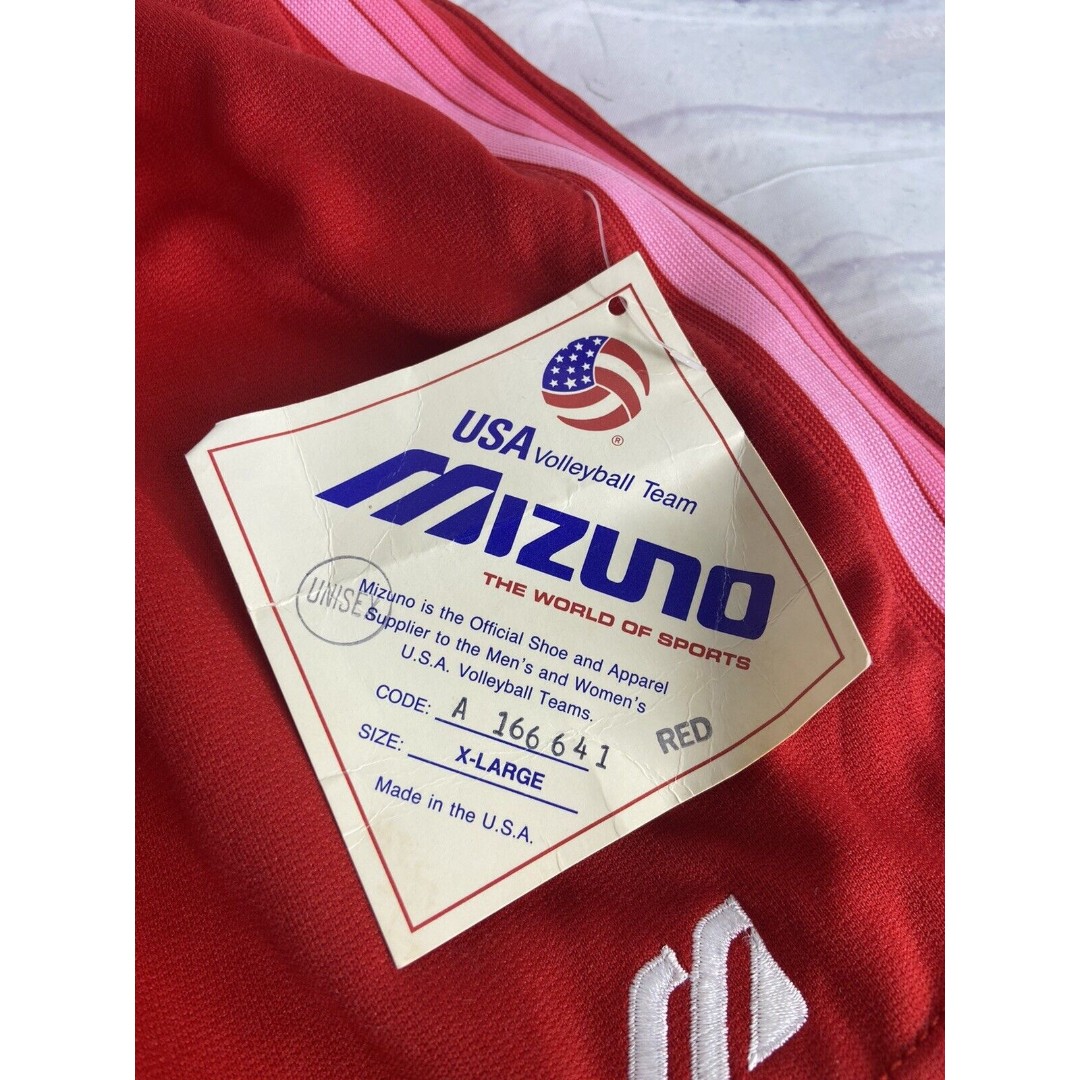 ®
USA Volleyball Team
MIZUNO
THE WORLD OF SPORTS
UNISEX
Mizuno is the Official Shoe and Apparel
Supplier to the Men's and Women's
U.S.A. Volleyball Teams.
CODE: A 166641
RED
SIZE: X-LARGE
Made in the U.S.A.